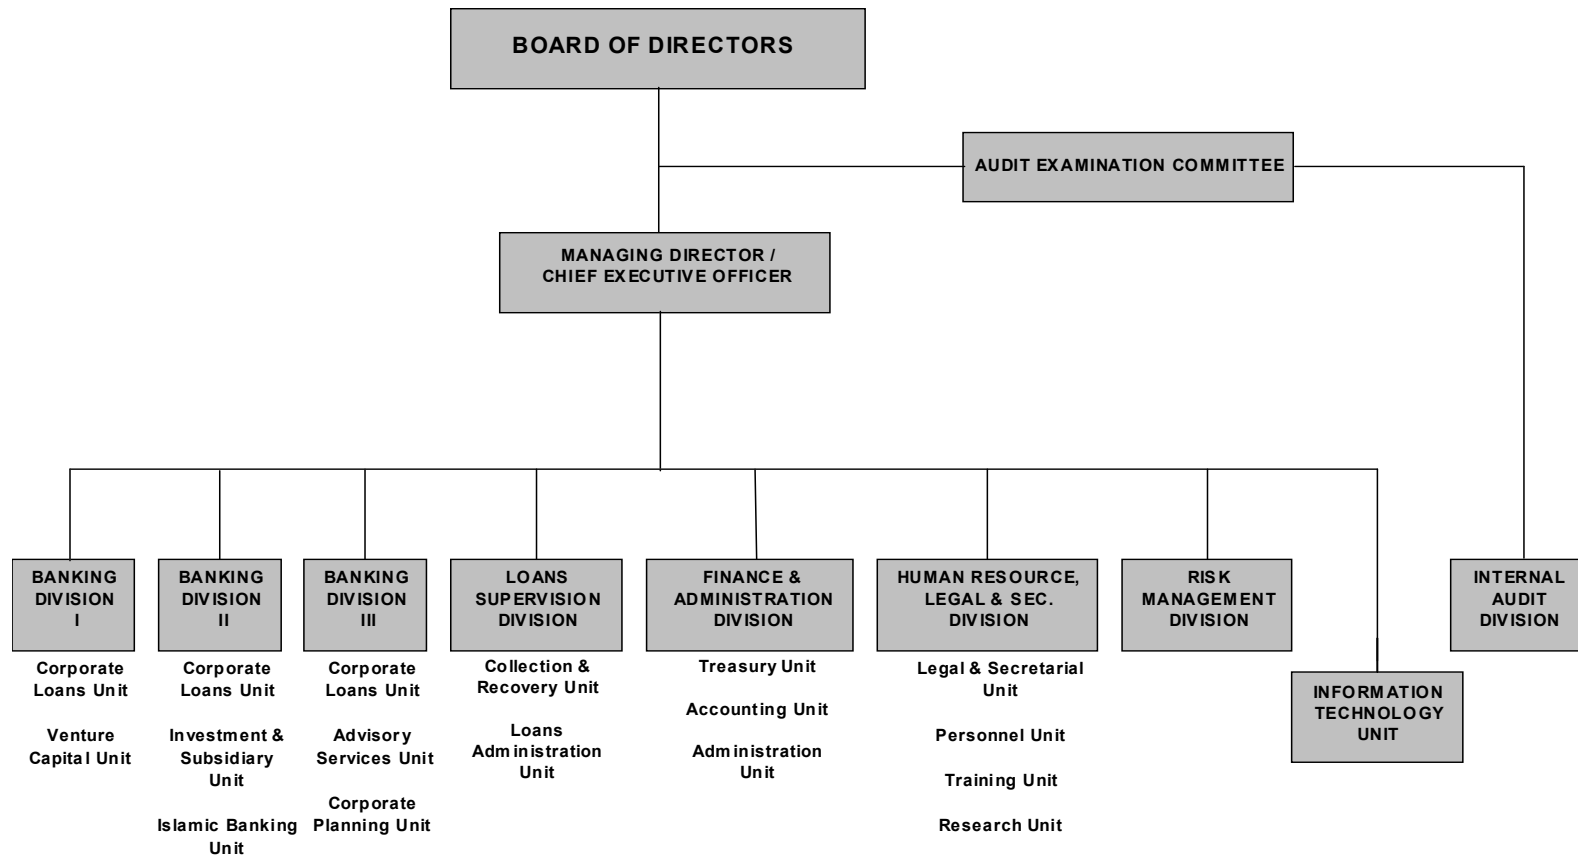 BOARD OF DIRECTORS
AUDIT EXAMINATION COMMITTEE
MANAGING DIRECTOR /
CHIEF EXECUTIVE OFFICER
BANKING
DIVISION
I
Corporate
Loans Unit
Venture
Capital Unit
BANKING
DIVISION
II
Corporate
Loans Unit
Investment &
Subsidiary
Unit
Islamic Banking
Unit
BANKING
DIVISION
III
Corporate
Loans Unit
Advisory
Services Unit
Corporate
Planning Unit
LOANS
SUPERVISION
DIVISION
Collection &
Recovery Unit
Loans
Administration
Unit
FINANCE &
ADMINISTRATION
DIVISION
Treasury Unit
Accounting Unit
Administration
Unit
HUMAN RESOURCE,
LEGAL & SEC.
DIVISION
Legal & Secretarial
Unit
Personnel Unit
Training Unit
Research Unit
RISK
MANAGEMENT
DIVISION
INFORMATION
TECHNOLOGY
UNIT
INTERNAL
AUDIT
DIVISION